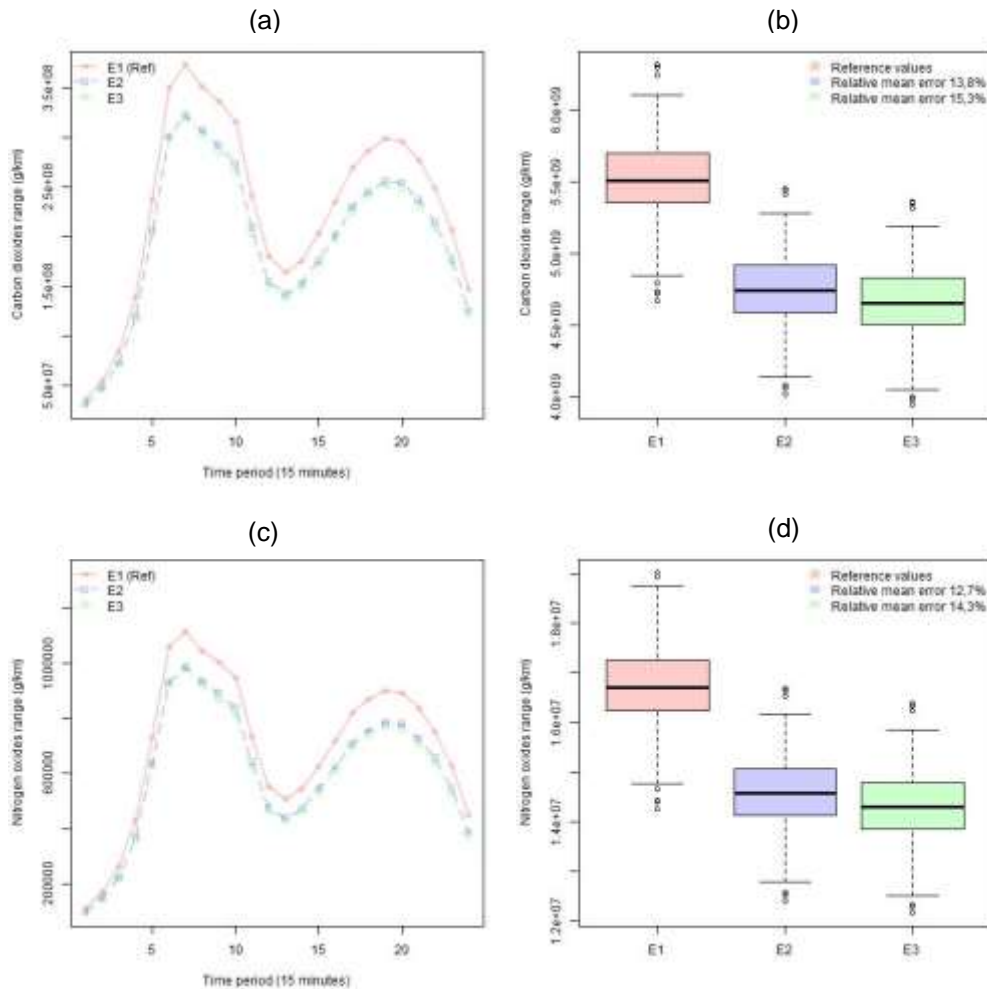 (a)
E1 (Ref)
E2
E3
Carbon dioxides range (g/km)
5.0e+07
1.5e+08
2.5e+08
3.5e+08
5
10
15
20
Time period (15 minutes)
(b)
Reference values
Relative mean error 13,8%
Relative mean error 15,3%
Carbon dioxide range (g/km)
4.0e+09
4.5e+09
5.0e+09
5.5e+09
6.0e+09
E1
E2
E3
(c)
E1 (Ref)
E2
E3
Nitrogen oxides range (g/km)
200000
600000
1000000
5
10
15
20
Time period (15 minutes)
(d)
Reference values
Relative mean error 12,7%
Relative mean error 14,3%
Nitrogen oxides range (g/km)
1.2e+07
1.4e+07
1.6e+07
1.8e+07
E1
E2
E3